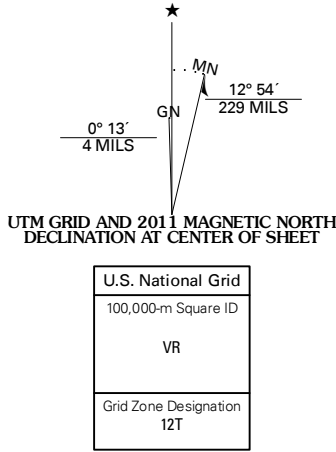 ★
MN
GN
12° 54´
229 MILS
0° 13´
4 MILS
UTM GRID AND 2011 MAGNETIC NORTH
DECLINATION AT CENTER OF SHEET
U.S. National Grid
100,000-m Square ID
VR
Grid Zone Designation
12T